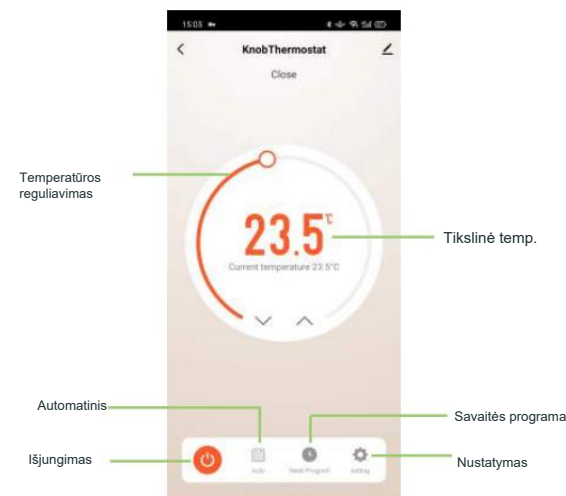 15:05
KnobThermostat
Close
Temperatūros
reguliavimas
23.5°C
Tikslinė temp.
Current temperature 23.5°C
Automatinis
Savaitės programa
Išjungimas
Auto
Week Program
setting
Nustatymas